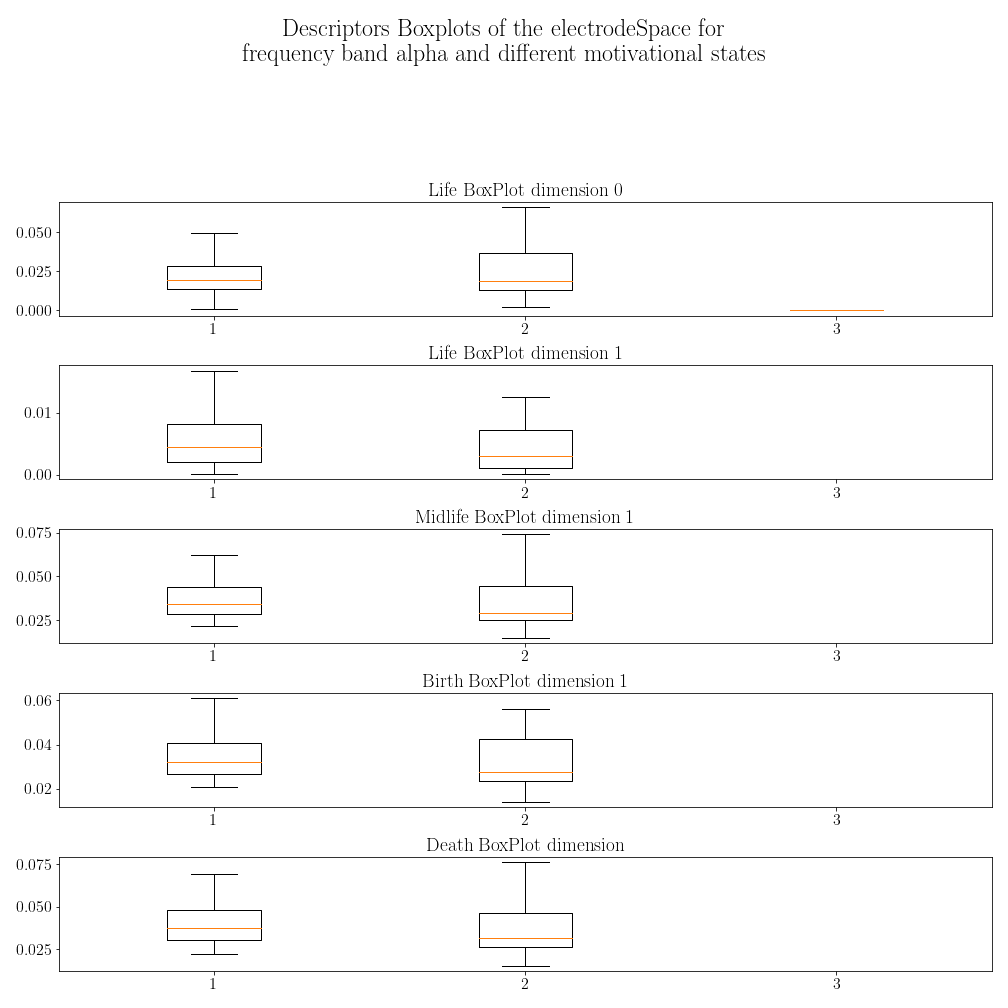 Descriptors Boxplots of the electrodeSpace for
frequency band alpha and different motivational states
Life BoxPlot dimension 0
0.050
0.025
0.000
1 2 3
Life BoxPlot dimension 1
0.01
0.00
1 2 3
Midlife BoxPlot dimension 1
0.075
0.050
0.025
1 2 3
Birth BoxPlot dimension 1
0.06
0.04
0.02
1 2 3
Death BoxPlot dimension
0.075
0.050
0.025
1 2 3